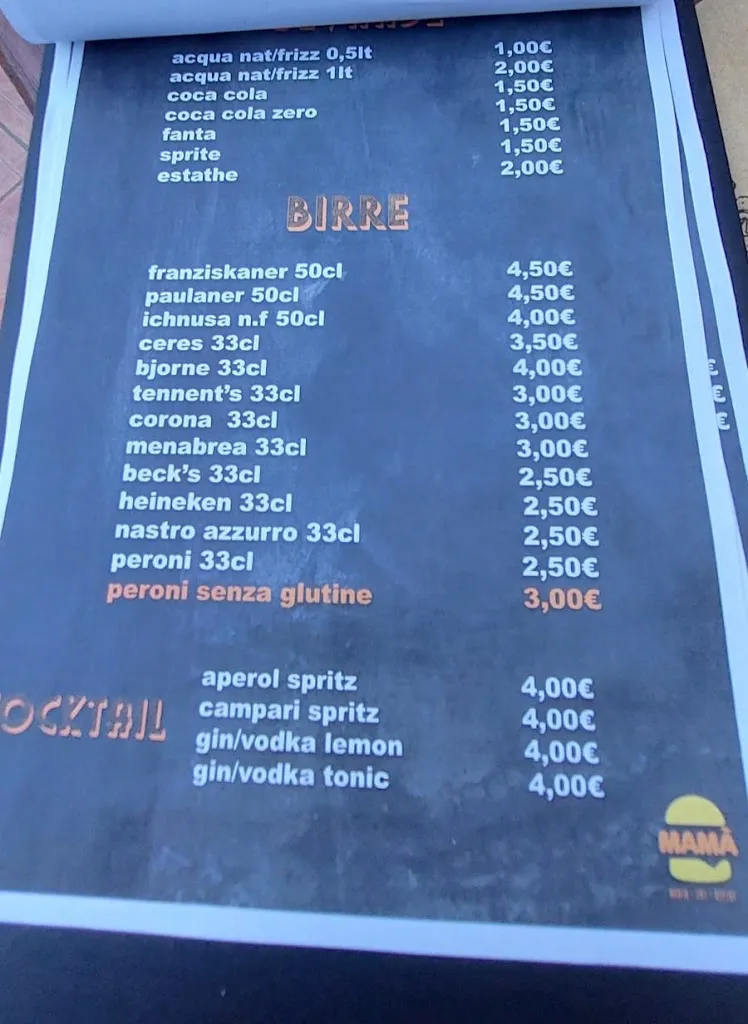 acqua nat/frizz 0,5lt 1,00€
acqua nat/frizz 1lt 2,00€
coca cola 1,50€
coca cola zero 1,50€
fanta 1,50€
sprite 1,50€
estathe 2,00€
BIRRE
franziskaner 50cl 4,50€
paulaner 50cl 4,50€
ichnusa n.f 50cl 4,00€
ceres 33cl 3,50€
bjorne 33cl 4,00€
tennent's 33cl 3,00€
corona 33cl 3,00€
menabrea 33cl 3,00€
beck's 33cl 2,50€
heineken 33cl 2,50€
nastro azzurro 33cl 2,50€
peroni 33cl 2,50€
peroni senza glutine 3,00€
aperol spritz 4,00€
OCKTAIL campari spritz 4,00€
gin/vodka lemon 4,00€
gin/vodka tonic 4,00€
MAMÀ
€
€
€